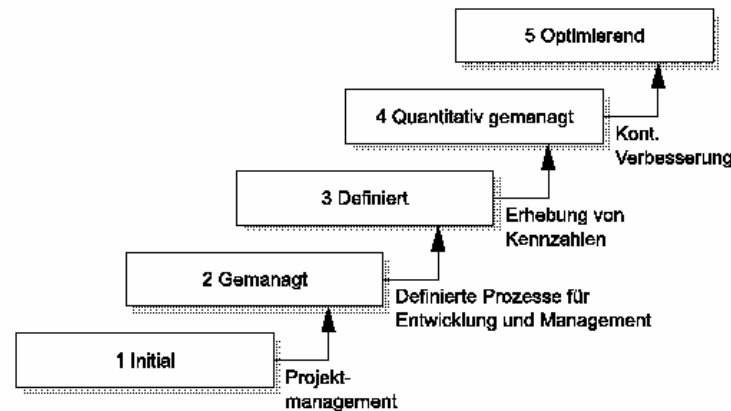 5 Optimierend
4 Quantitativ gemanagt
Kont.
Verbesserung
3 Definiert
Erhebung von
Kennzahlen
2 Gemanagt
Definierte Prozesse für
Entwicklung und Management
1 Initial
Projekt-
management